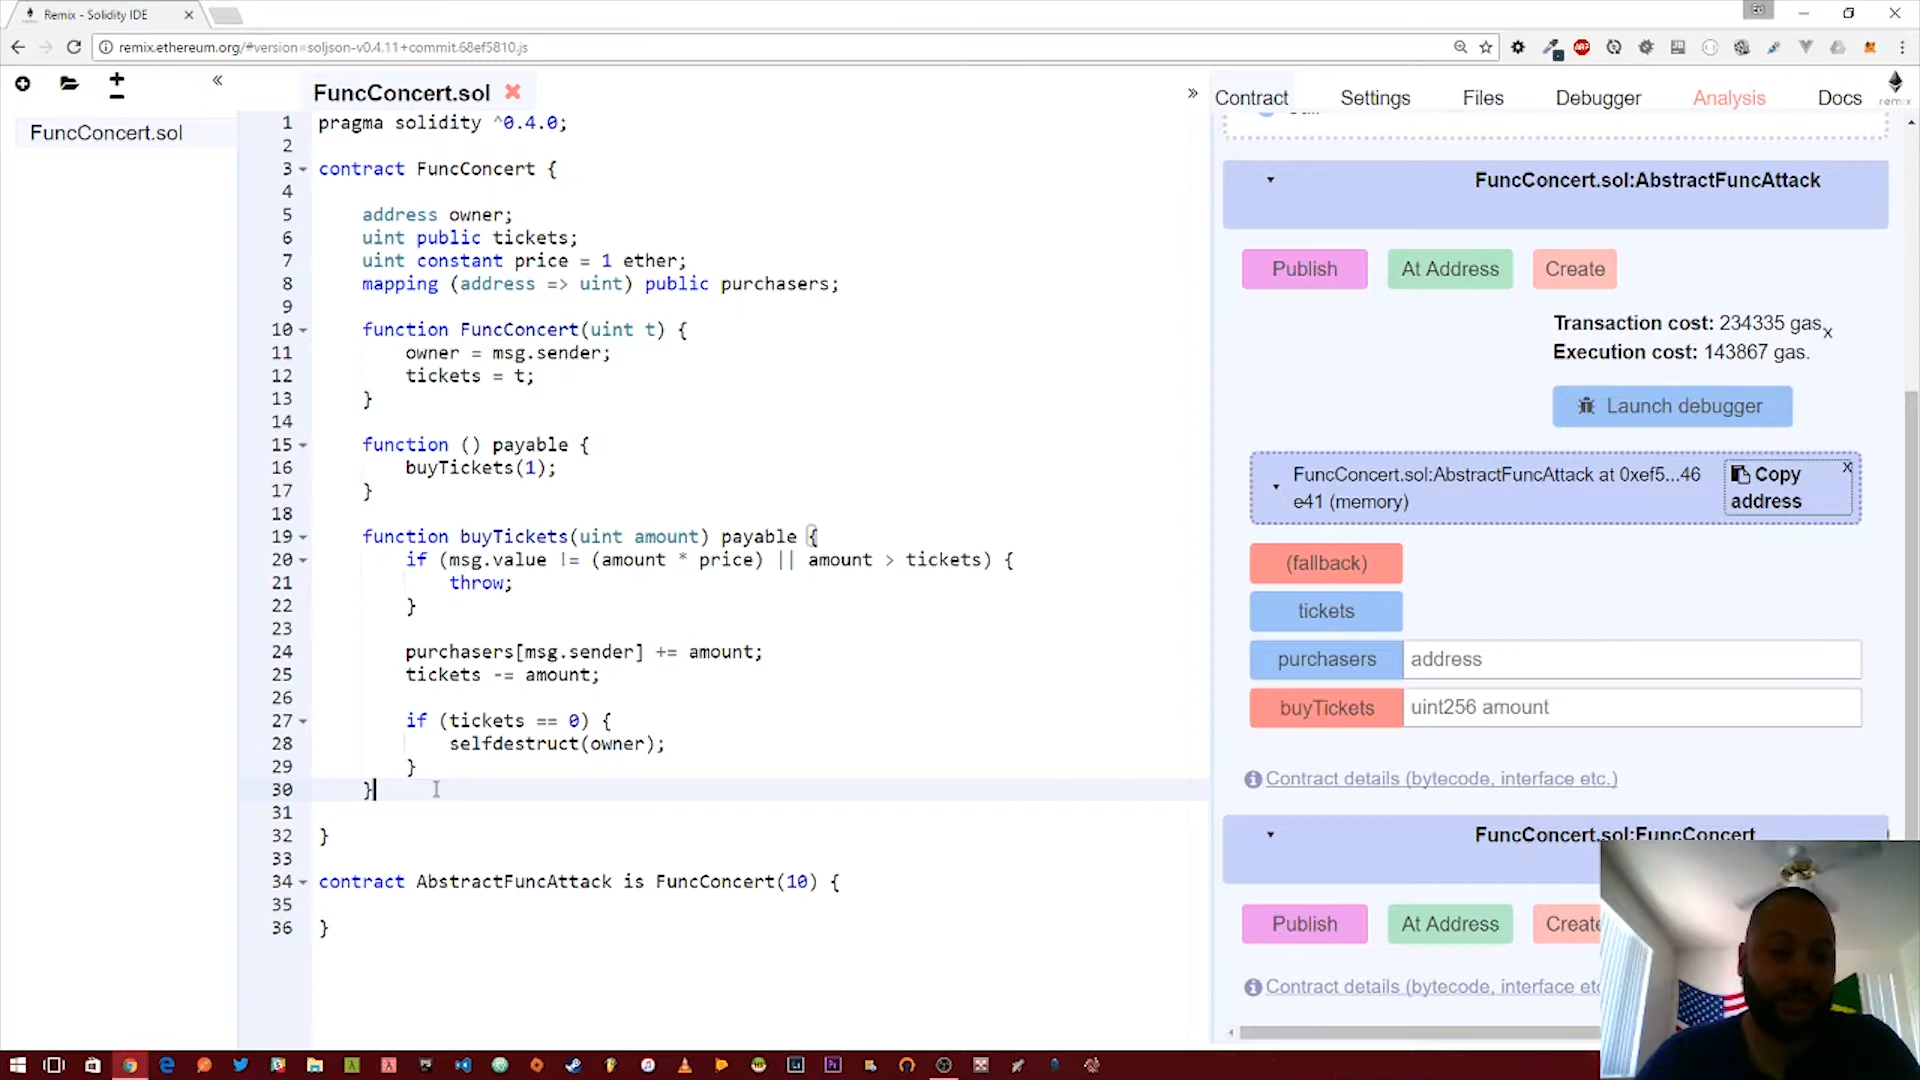 Remix - Solidity IDE
remix.ethereum.org/#version=soljson-v0.4.11+commit.68ef5810.js
FuncConcert.sol
FuncConcert.sol
1 pragma solidity ^0.4.0;
2
3 contract FuncConcert {
4
5 address owner;
6 uint public tickets;
7 uint constant price = 1 ether;
8 mapping (address => uint) public purchasers;
9
10 function FuncConcert(uint t) {
11 owner = msg.sender;
12 tickets = t;
13 }
14
15 function () payable {
16 buyTickets(1);
17 }
18
19 function buyTickets(uint amount) payable {
20 if (msg.value != (amount * price) || amount > tickets) {
21 throw;
22 }
23
24 purchasers[msg.sender] += amount;
25 tickets -= amount;
26
27 if (tickets == 0) {
28 selfdestruct(owner);
29 }
30 }
31
32 }
33
34 contract AbstractFuncAttack is FuncConcert(10) {
35
36 }
Contract Settings Files Debugger Analysis Docs
remix
FuncConcert.sol:AbstractFuncAttack
Publish At Address Create
Transaction cost: 234335 gas.
Execution cost: 143867 gas.
Launch debugger
FuncConcert.sol:AbstractFuncAttack at 0xef5...46
e41 (memory)
Copy
address
(fallback)
tickets
purchasers address
buyTickets uint256 amount
Contract details (bytecode, interface etc.)
FuncConcert.sol:FuncConcert
Publish At Address Create
Contract details (bytecode, interface etc